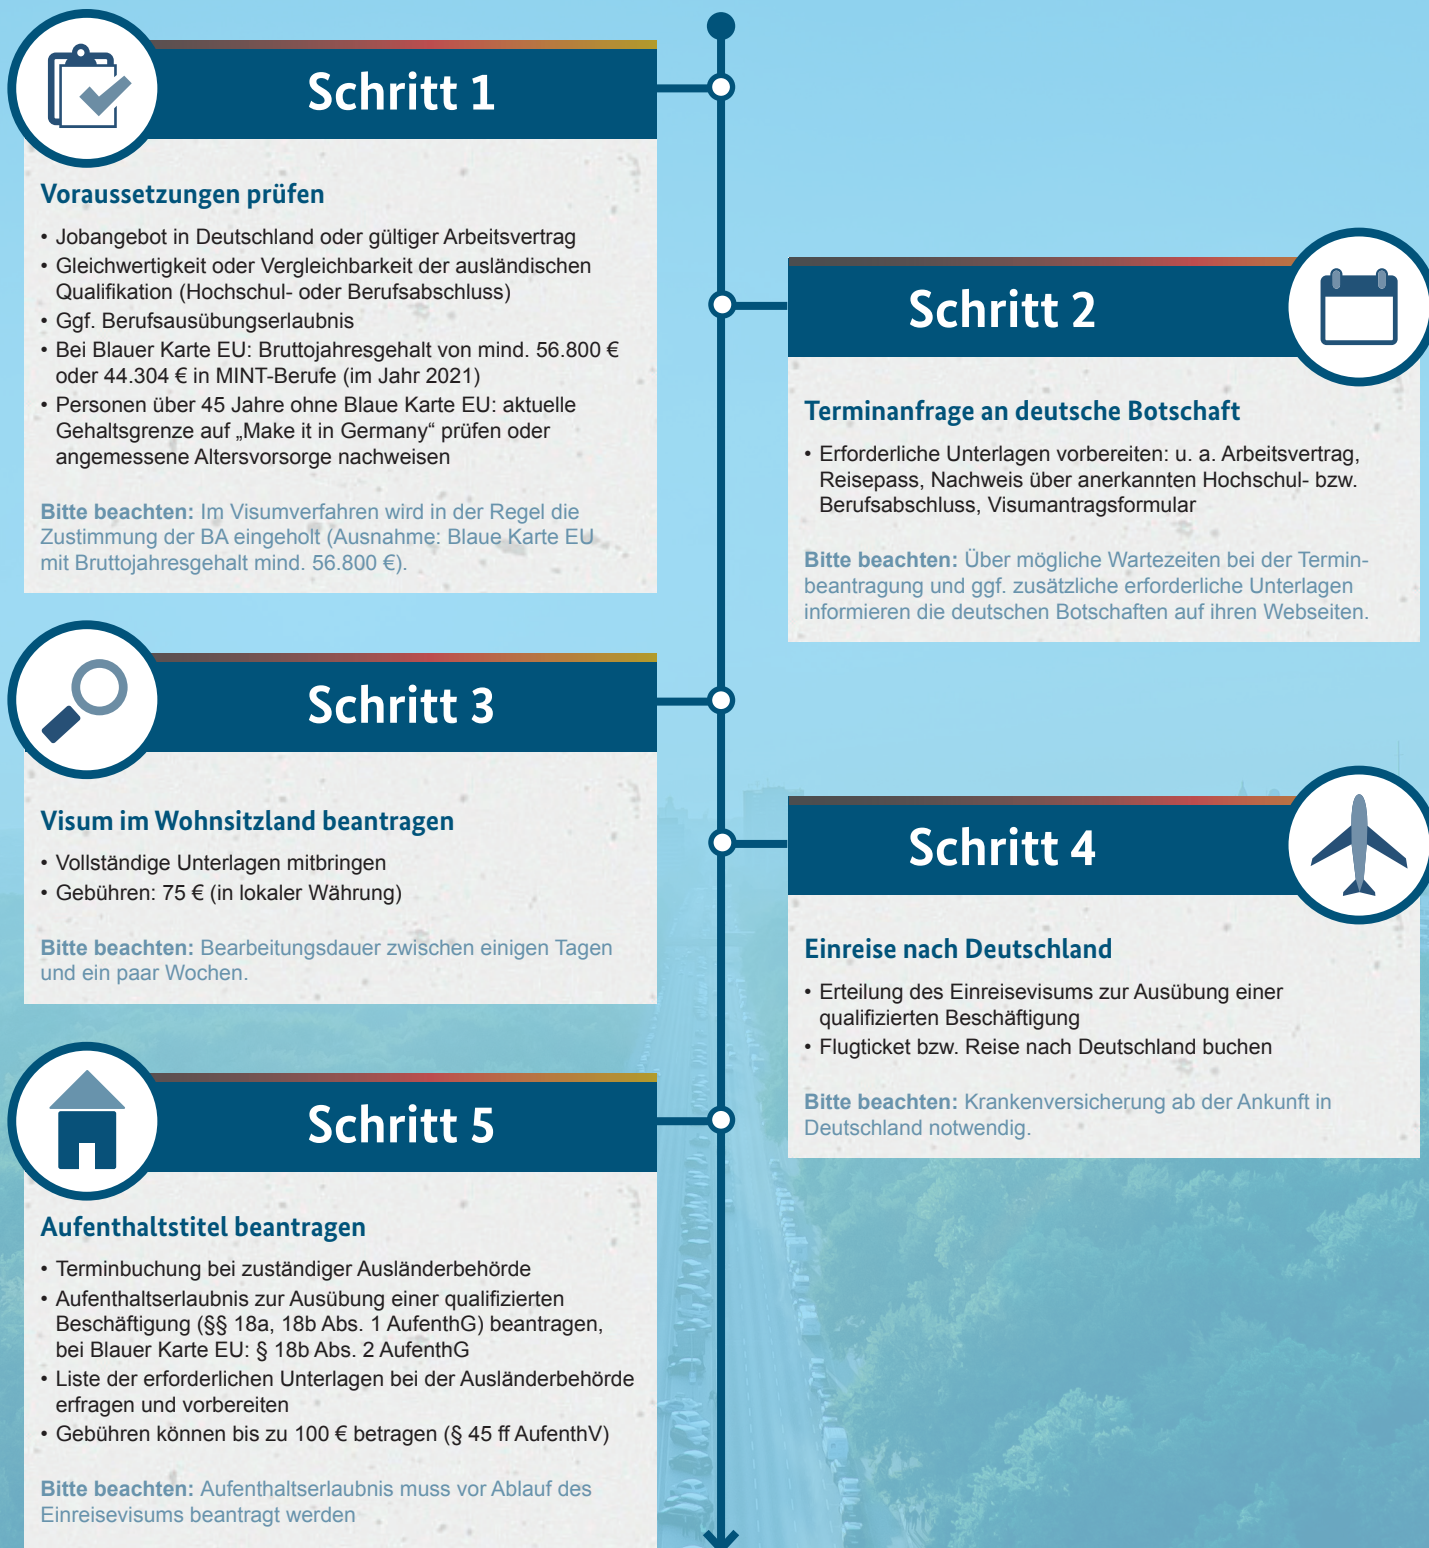 Schritt 1
Voraussetzungen prüfen
• Jobangebot in Deutschland oder gültiger Arbeitsvertrag
• Gleichwertigkeit oder Vergleichbarkeit der ausländischen
Qualifikation (Hochschul- oder Berufsabschluss)
• Ggf. Berufsausübungserlaubnis
• Bei Blauer Karte EU: Bruttojahresgehalt von mind. 56.800 €
oder 44.304 € in MINT-Berufe (im Jahr 2021)
• Personen über 45 Jahre ohne Blaue Karte EU: aktuelle
Gehaltsgrenze auf „Make it in Germany“ prüfen oder
angemessene Altersvorsorge nachweisen
Bitte beachten: Im Visumverfahren wird in der Regel die
Zustimmung der BA eingeholt (Ausnahme: Blaue Karte EU
mit Bruttojahresgehalt mind. 56.800 €).
Schritt 2
Terminanfrage an deutsche Botschaft
• Erforderliche Unterlagen vorbereiten: u. a. Arbeitsvertrag,
Reisepass, Nachweis über anerkannten Hochschul- bzw.
Berufsabschluss, Visumantragsformular
Bitte beachten: Über mögliche Wartezeiten bei der Termin-
beantragung und ggf. zusätzliche erforderliche Unterlagen
informieren die deutschen Botschaften auf ihren Webseiten.
Schritt 3
Visum im Wohnsitzland beantragen
• Vollständige Unterlagen mitbringen
• Gebühren: 75 € (in lokaler Währung)
Bitte beachten: Bearbeitungsdauer zwischen einigen Tagen
und ein paar Wochen.
Schritt 4
Einreise nach Deutschland
• Erteilung des Einreisevisums zur Ausübung einer
qualifizierten Beschäftigung
• Flugticket bzw. Reise nach Deutschland buchen
Bitte beachten: Krankenversicherung ab der Ankunft in
Deutschland notwendig.
Schritt 5
Aufenthaltstitel beantragen
• Terminbuchung bei zuständiger Ausländerbehörde
• Aufenthaltserlaubnis zur Ausübung einer qualifizierten
Beschäftigung (§§ 18a, 18b Abs. 1 AufenthG) beantragen,
bei Blauer Karte EU: § 18b Abs. 2 AufenthG
• Liste der erforderlichen Unterlagen bei der Ausländerbehörde
erfragen und vorbereiten
• Gebühren können bis zu 100 € betragen (§ 45 ff AufenthV)
Bitte beachten: Aufenthaltserlaubnis muss vor Ablauf des
Einreisevisums beantragt werden